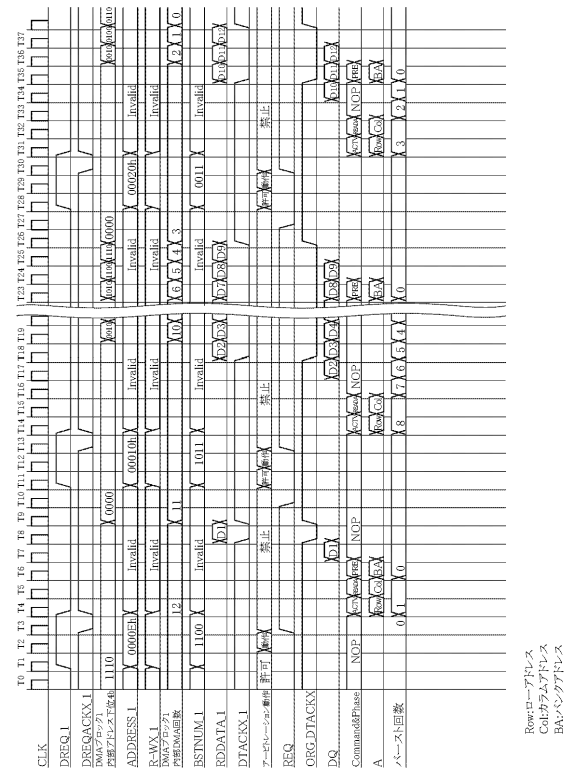 T0 T1 T2 T3 T4 T5 T6 T7 T8 T9 T10 T11 T12 T13 T14 T15 T16 T17 T18 T19 T23 T24 T25 T26 T27 T28 T29 T30 T31 T32 T33 T34 T35 T36 T37
CLK
DREQ_1
DREQACKX_1
DMAブロック1
内部アドレス下位4b 1110 0000 0000
ADDRESS_1 0000Eh Invalid 00010h Invalid Invalid 00020h Invalid
R-WX_1 Invalid Invalid Invalid Invalid
DMAブロック1
内部DMA回数 12 11 10 6 5 4 3 2 1 0
BSTNUM_1 1100 Invalid 1011 Invalid Invalid 0011 Invalid
RDDATA_1 D1 D2 D3 D7 D8 D9 D10 D11 D12
DTACKX_1
アービトレーション動作 許可 動作 禁止 許可 動作 禁止 許可 動作 禁止
REQ
ORG-DTACKX
DQ D1 D2 D3 D4 D8 D9 D10 D11 D12
Command&Phase NOP ACTV READA PRE NOP ACTV READA NOP PRE ACTV READA NOP PRE
A Row Col BA Row Col BA Row Col BA
バースト回数 0 1 0 8 7 6 5 4 0 3 2 1 0
Row:ローアドレス
Col:カラムアドレス
BA:バンクアドレス